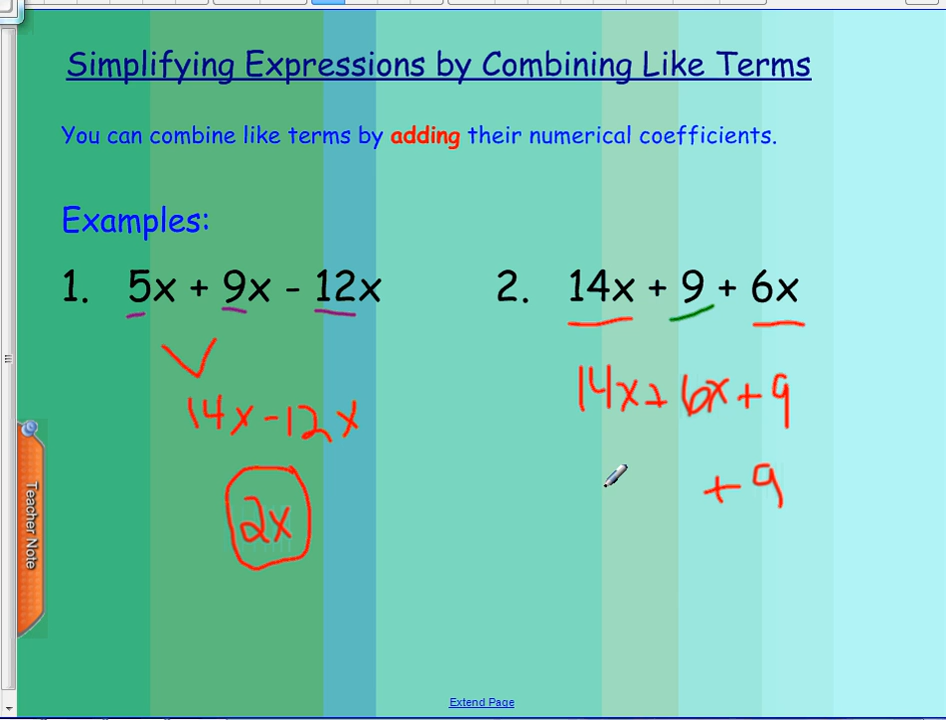 Simplifying Expressions by Combining Like Terms
You can combine like terms by adding their numerical coefficients.
Examples:
1. 5x + 9x - 12x
14x - 12x
2x
2. 14x + 9 + 6x
14x + 6x + 9
+ 9
Teacher Note
Extend Page